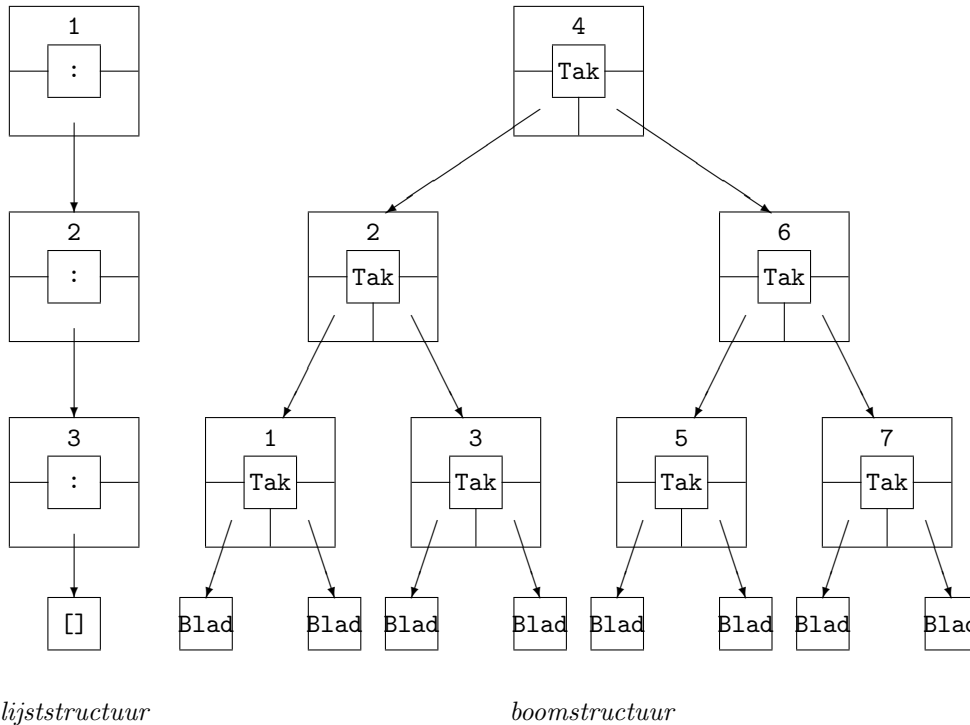 1 4
: Tak
2 2 6
: Tak Tak
3 1 3 5 7
: Tak Tak Tak Tak
[] Blad Blad Blad Blad Blad Blad Blad Blad
lijststructuur boomstructuur